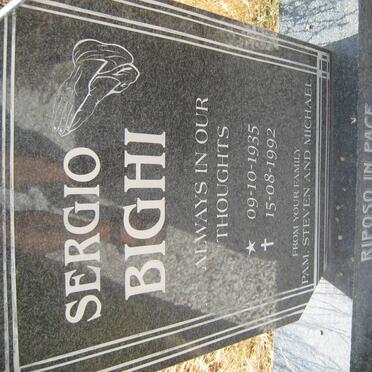 SERGIO
BIGHI
ALWAYS IN OUR
THOUGHTS
★ 09-10-1935
✝ 15-08-1992
FROM YOUR FAMILY
PAM, STEVEN AND MICHAEL
RIPOSO IN PACE